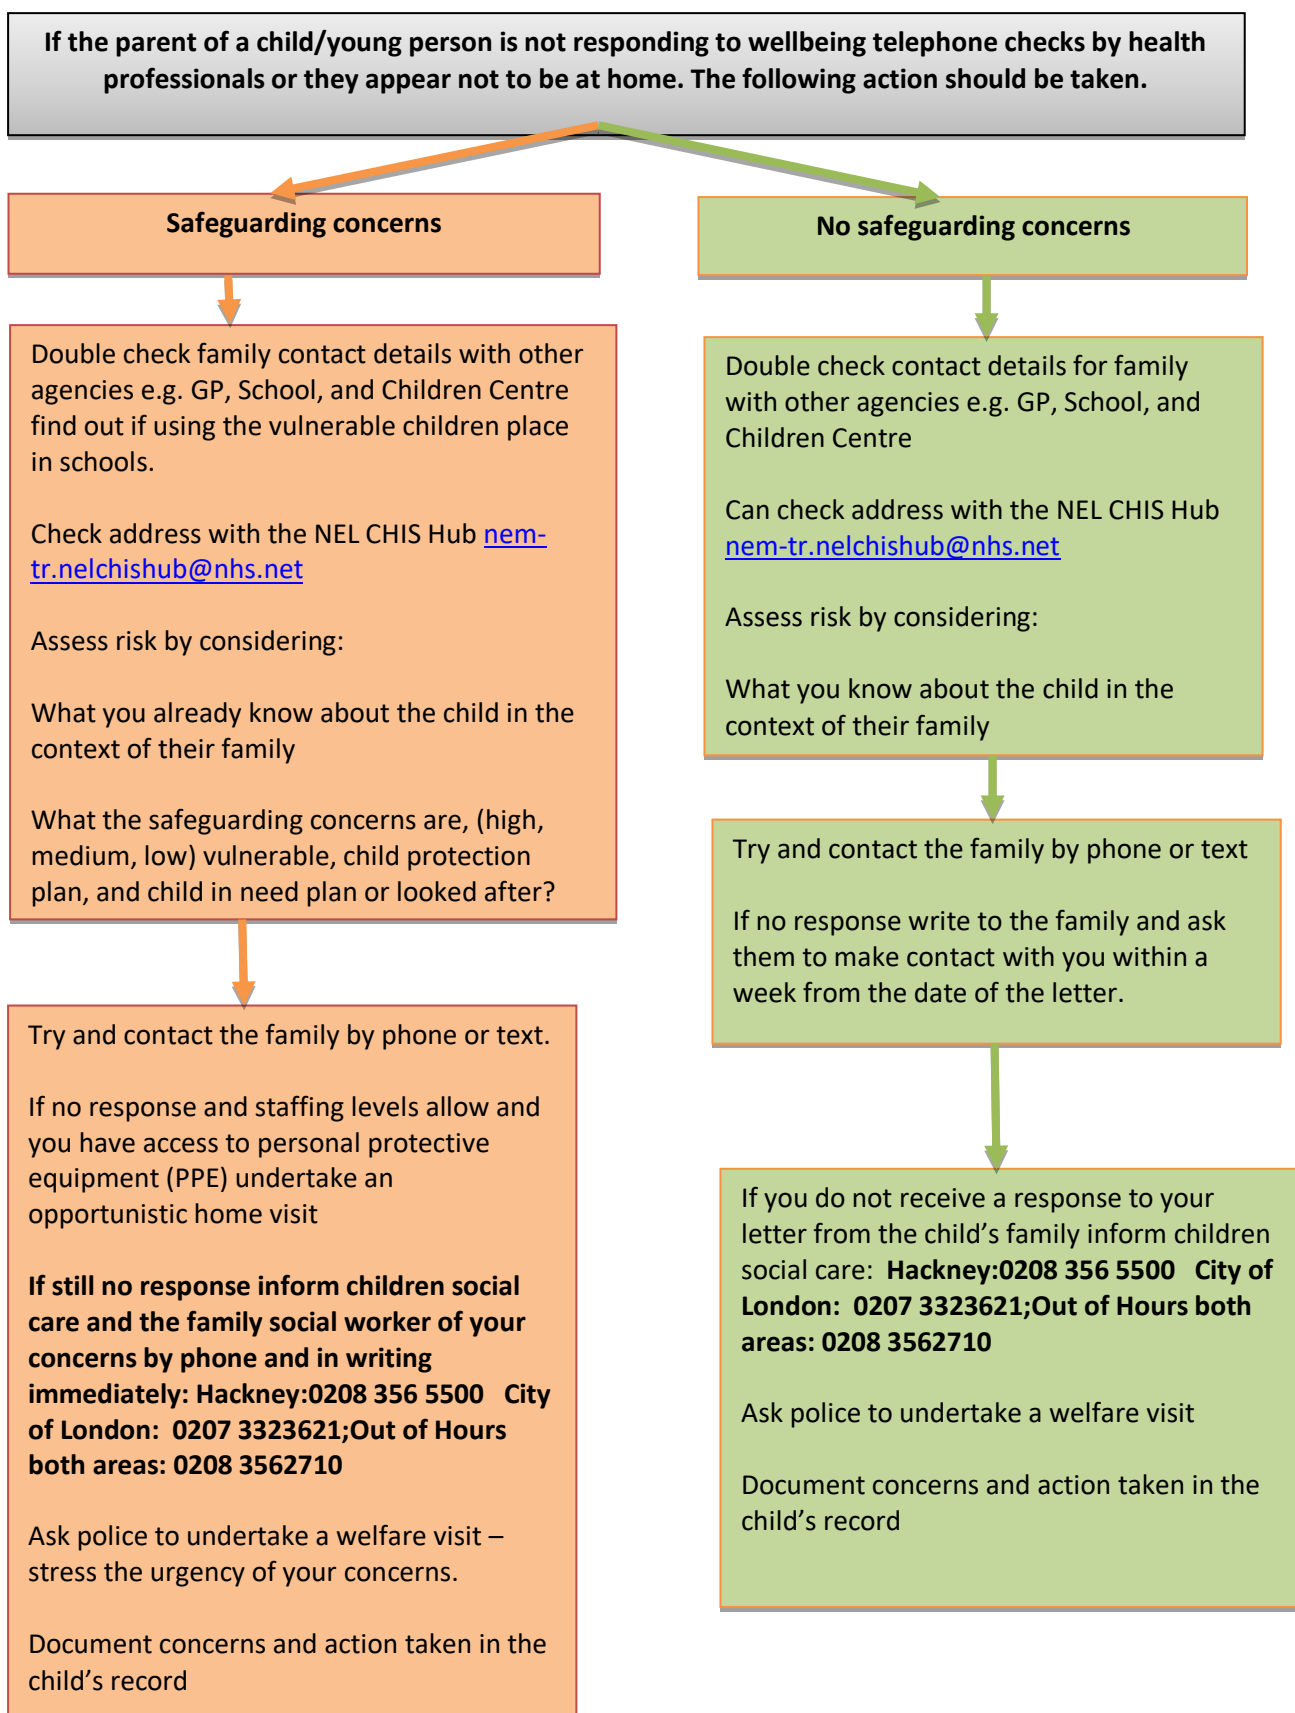 If the parent of a child/young person is not responding to wellbeing telephone checks by health
professionals or they appear not to be at home. The following action should be taken.
Safeguarding concerns
Double check family contact details with other
agencies e.g. GP, School, and Children Centre
find out if using the vulnerable children place
in schools.
Check address with the NEL CHIS Hub nem-
tr.nelchishub@nhs.net
Assess risk by considering:
What you already know about the child in the
context of their family
What the safeguarding concerns are, (high,
medium, low) vulnerable, child protection
plan, and child in need plan or looked after?
Try and contact the family by phone or text.
If no response and staffing levels allow and
you have access to personal protective
equipment (PPE) undertake an
opportunistic home visit
If still no response inform children social
care and the family social worker of your
concerns by phone and in writing
immediately: Hackney:0208 356 5500   City
of London:  0207 3323621;Out of Hours
both areas: 0208 3562710
Ask police to undertake a welfare visit –
stress the urgency of your concerns.
Document concerns and action taken in the
child’s record
No safeguarding concerns
Double check contact details for family
with other agencies e.g. GP, School, and
Children Centre
Can check address with the NEL CHIS Hub
nem-tr.nelchishub@nhs.net
Assess risk by considering:
What you know about the child in the
context of their family
Try and contact the family by phone or text
If no response write to the family and ask
them to make contact with you within a
week from the date of the letter.
If you do not receive a response to your
letter from the child’s family inform children
social care:  Hackney:0208 356 5500   City of
London:  0207 3323621;Out of Hours both
areas: 0208 3562710
Ask police to undertake a welfare visit
Document concerns and action taken in the
child’s record